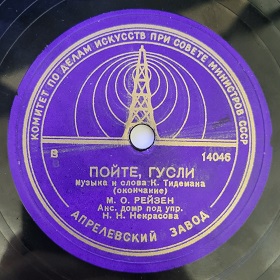 КОМИТЕТ ПО ДЕЛАМ ИСКУССТВ ПРИ СОВЕТЕ МИНИСТРОВ СССР
В 14046
ПОЙТЕ, ГУСЛИ
музыка и слова К. Тидемана
(окончание)
М. О. РЕЙЗЕН
Анс. домр под упр.
Н. Н. Некрасова
АПРЕЛЕВСКИЙ ЗАВОД